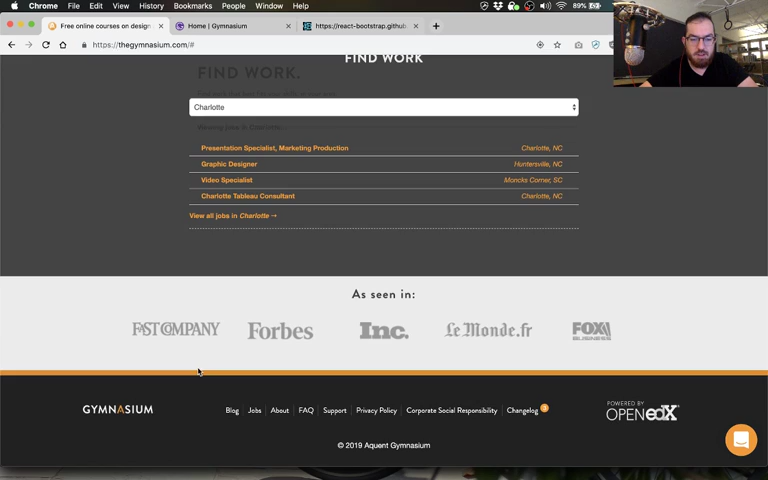 Chrome File Edit View History Bookmarks People Window Help 89%
Free online courses on design Home | Gymnasium https://react-bootstrap.github
https://thegymnasium.com/#
FIND WORK
FIND WORK.
Charlotte
Viewing jobs in Charlotte:
Presentation Specialist, Marketing Production Charlotte, NC
Graphic Designer Huntersville, NC
Video Specialist Moncks Corner, SC
Charlotte Tableau Consultant Charlotte, NC
View all jobs in Charlotte →
As seen in:
FAST COMPANY Forbes Inc. Le Monde.fr FOX BUSINESS
GYMNASIUM Blog Jobs About FAQ Support Privacy Policy Corporate Social Responsibility Changelog POWERED BY OPEN edX
© 2019 Aquent Gymnasium